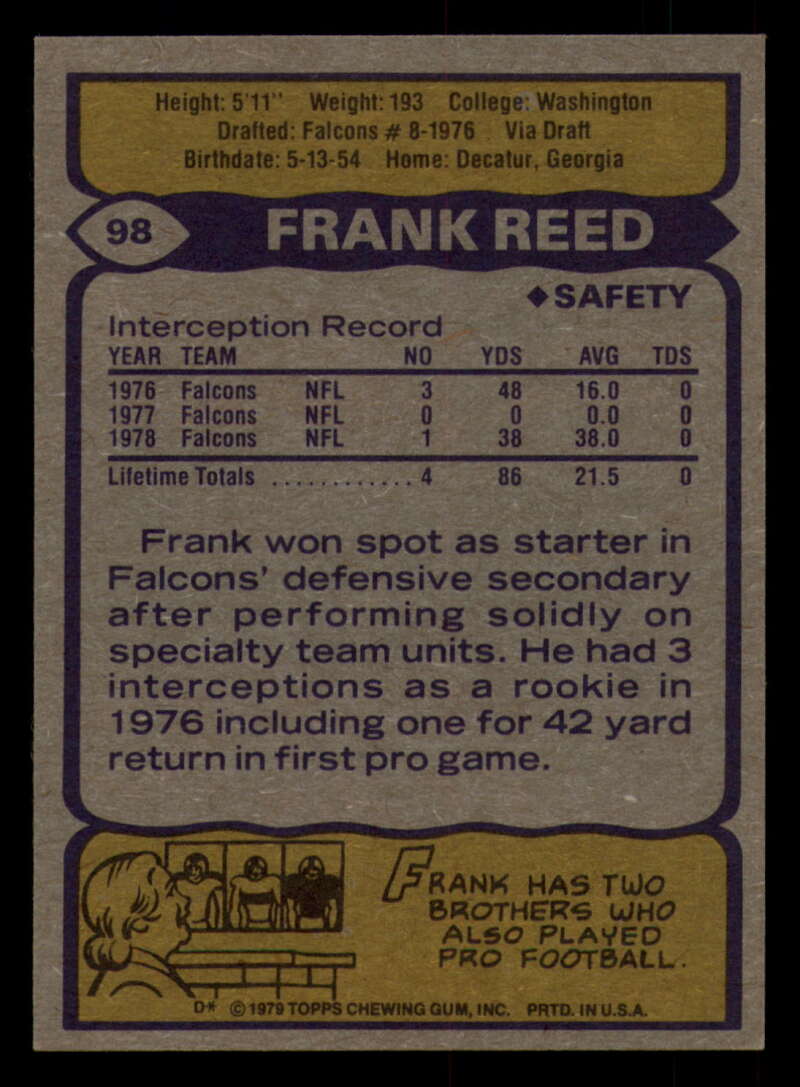 Height: 5'11" Weight: 193 College: Washington
Drafted: Falcons # 8-1976 Via Draft
Birthdate: 5-13-54 Home: Decatur, Georgia
98 FRANK REED
◆SAFETY
Interception Record
YEAR TEAM NO YDS AVG TDS
1976 Falcons NFL 3 48 16.0 0
1977 Falcons NFL 0 0 0.0 0
1978 Falcons NFL 1 38 38.0 0
Lifetime Totals ............ 4 86 21.5 0
Frank won spot as starter in
Falcons' defensive secondary
after performing solidly on
specialty team units. He had 3
interceptions as a rookie in
1976 including one for 42 yard
return in first pro game.
FRANK HAS TWO
BROTHERS WHO
ALSO PLAYED
PRO FOOTBALL.
D* © 1979 TOPPS CHEWING GUM, INC. PRTD. IN U.S.A.